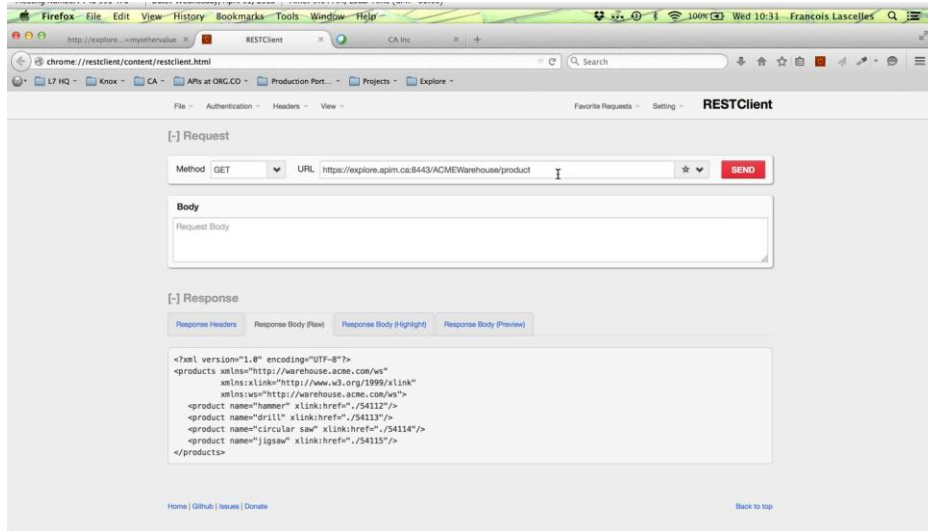 Firefox File Edit View History Bookmarks Tools Window Help 100% Wed 10:31 François Lascelles
http://explore...=myothervalue × RESTClient × CA Inc × +
chrome://restclient/content/restclient.html Search
L7 HQ Knox CA APIs at ORG.CO Production Port... Projects Explore
File Authentication Headers View Favorite Requests Setting RESTClient
[-] Request
Method GET URL https://explore.apim.ca:8443/ACMEWarehouse/product SEND
Body
Request Body
[-] Response
Response Headers Response Body (Raw) Response Body (Highlight) Response Body (Preview)
<?xml version="1.0" encoding="UTF-8"?>
<products xmlns="http://warehouse.acme.com/ws"
xmlns:xlink="http://www.w3.org/1999/xlink"
xmlns:ws="http://warehouse.acme.com/ws">
<product name="hammer" xlink:href="./54112"/>
<product name="drill" xlink:href="./54113"/>
<product name="circular saw" xlink:href="./54114"/>
<product name="jigsaw" xlink:href="./54115"/>
</products>
Home | Github | Issues | Donate Back to top